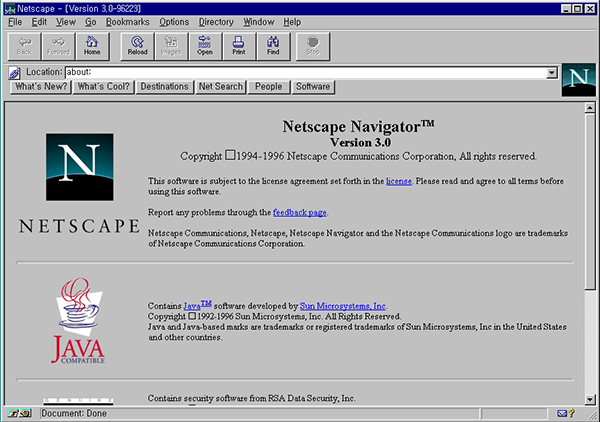 Netscape - [Version 3.0-96223]
File Edit View Go Bookmarks Options Directory Window Help
Back Forward Home Reload Images Open Print Find Stop
Location: about:
N
What's New? What's Cool? Destinations Net Search People Software
Netscape Navigator™
Version 3.0
Copyright □1994-1996 Netscape Communications Corporation, All rights reserved.
N
NETSCAPE
This software is subject to the license agreement set forth in the license. Please read and agree to all terms before
using this software.
Report any problems through the feedback page.
Netscape Communications, Netscape, Netscape Navigator and the Netscape Communications logo are trademarks
of Netscape Communications Corporation.
JAVA
COMPATIBLE
Contains Java™ software developed by Sun Microsystems, Inc.
Copyright □1992-1996 Sun Microsystems, Inc. All Rights Reserved.
Java and Java-based marks are trademarks or registered trademarks of Sun Microsystems, Inc in the United States
and other countries.
GENUINE
Contains security software from RSA Data Security, Inc.
Document: Done
?